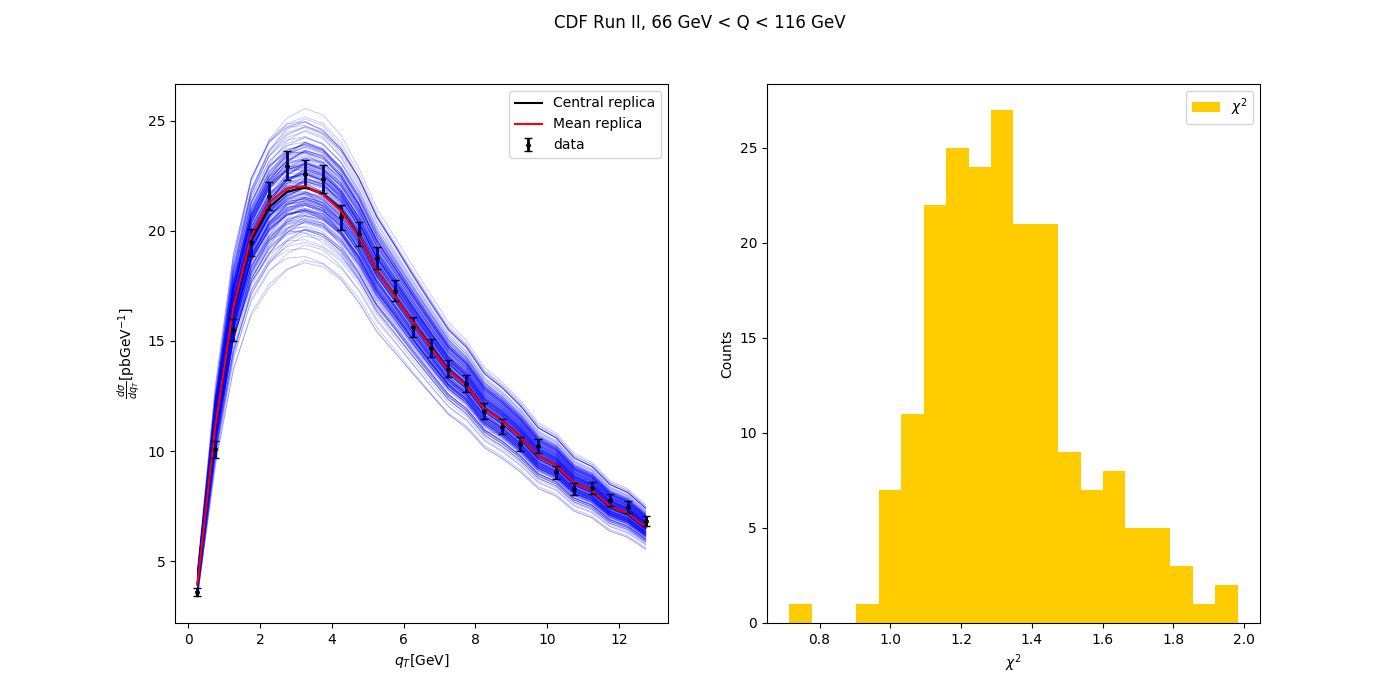 CDF Run II, 66 GeV < Q < 116 GeV
Central replica
Mean replica
data
25
20
15
10
5
dσ/dq_T [pbGeV⁻¹]
0 2 4 6 8 10 12
q_T[GeV]
χ²
25
20
15
10
5
0
Counts
0.8 1.0 1.2 1.4 1.6 1.8 2.0
χ²